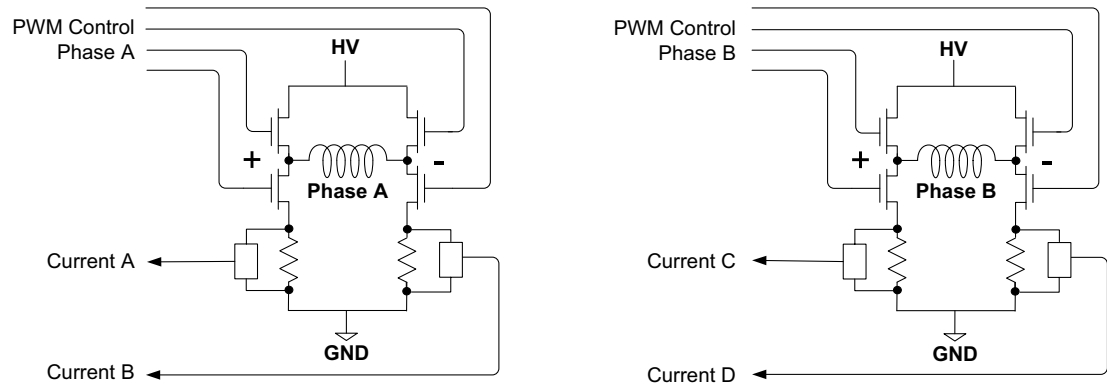 PWM Control
Phase A
HV
+
-
Phase A
Current A
GND
Current B
PWM Control
Phase B
HV
+
-
Phase B
Current C
GND
Current D